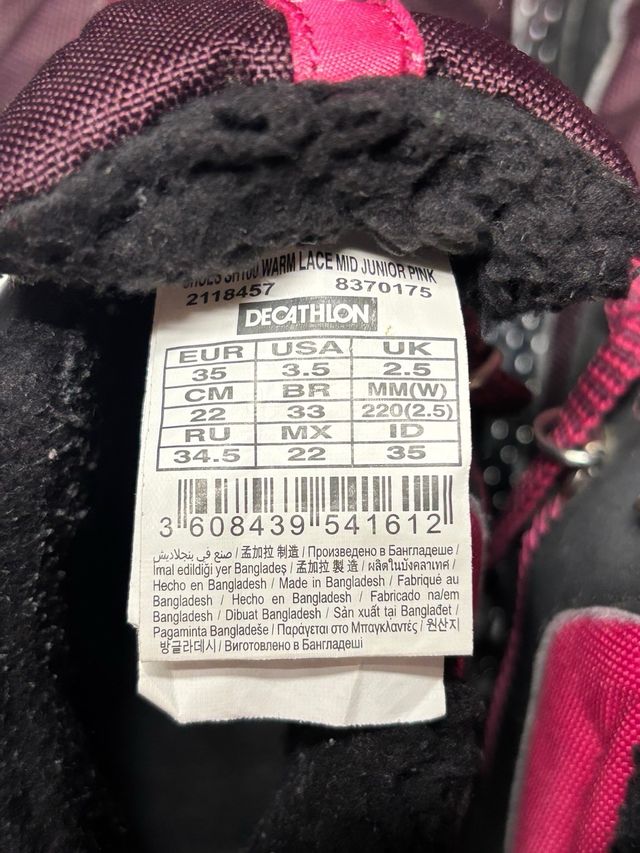 SHOES SH100 WARM LACE MID JUNIOR PINK
2118457 8370175
DECATHLON
EUR USA UK
35 3.5 2.5
CM BR MM(W)
22 33 220(2.5)
RU MX ID
34.5 22 35
3 608439 541612
صنع في بنجلاديش / 孟加拉 制造 / Произведено в Бангладеше /
İmal edildiği yer Bangladeş / 孟加拉 製 造 / ผลิตในบังคลาเทศ /
Hecho en Bangladesh / Made in Bangladesh / Fabriqué au
Bangladesh / Hecho en Bangladesh / Fabricado na/em
Bangladesh / Dibuat Bangladesh / Sản xuất tại Banglađet /
Pagaminta Bangladeše / Παράγεται στο Μπαγκλαντές / 원산지
방글라데시 / Виготовлено в Бангладеші